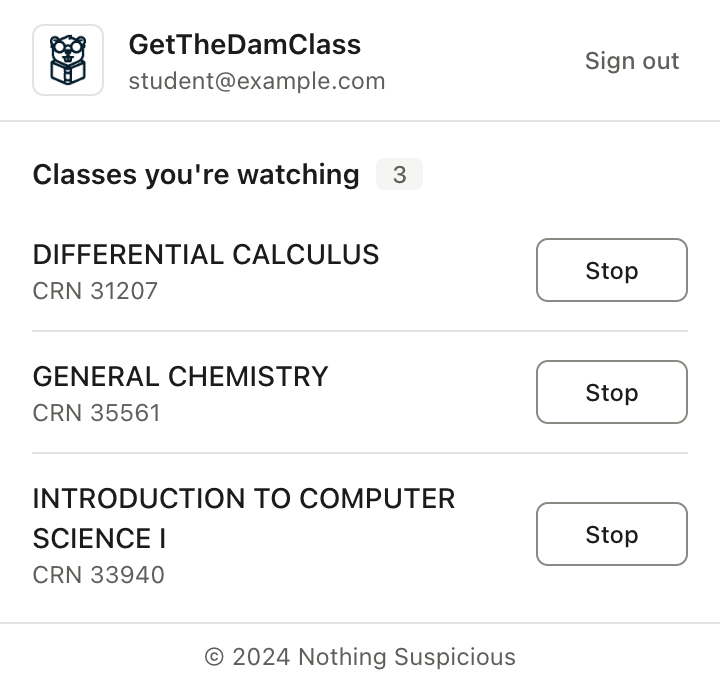 GetTheDamClass
student@example.com
Sign out
Classes you're watching 3
DIFFERENTIAL CALCULUS
CRN 31207
Stop
GENERAL CHEMISTRY
CRN 35561
Stop
INTRODUCTION TO COMPUTER
SCIENCE I
CRN 33940
Stop
© 2024 Nothing Suspicious